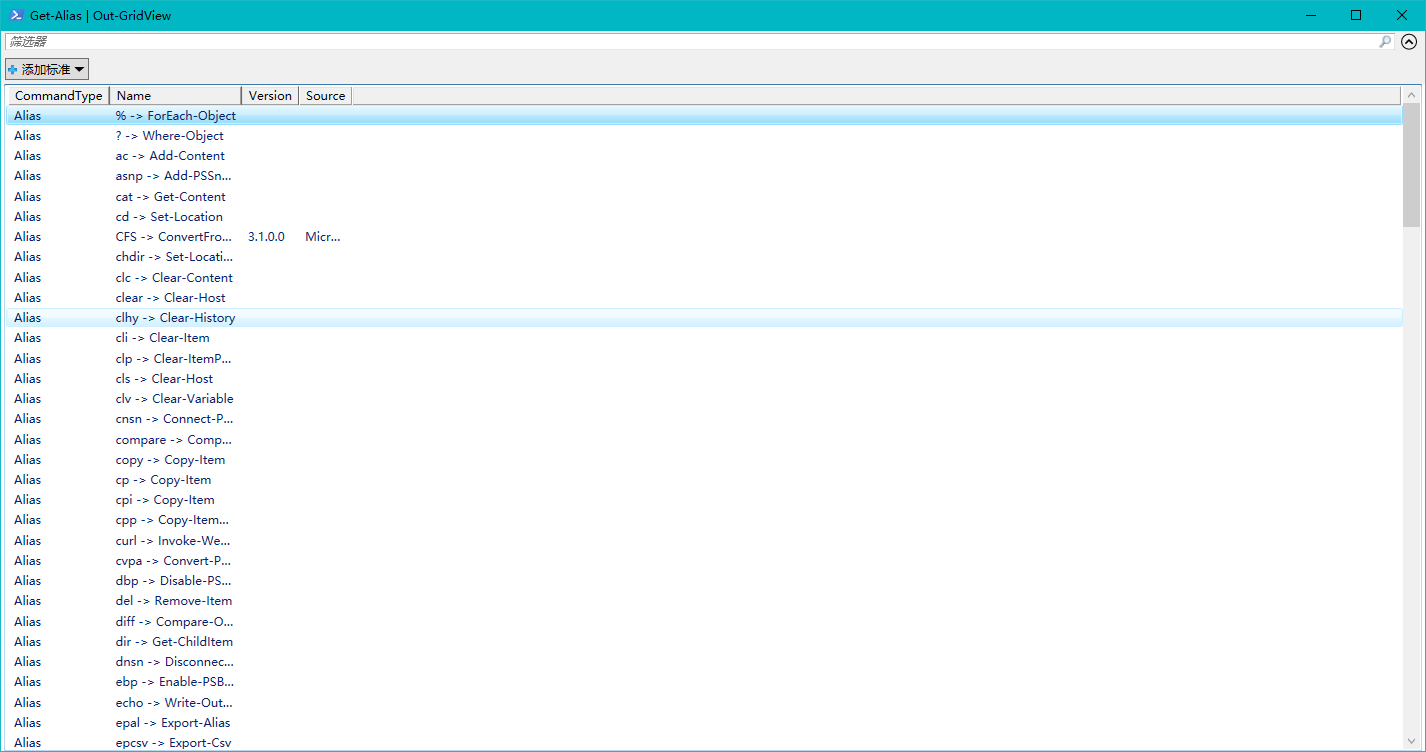 Get-Alias | Out-GridView
筛选器
添加标准
CommandType Name Version Source
Alias % -> ForEach-Object
Alias ? -> Where-Object
Alias ac -> Add-Content
Alias asnp -> Add-PSSn...
Alias cat -> Get-Content
Alias cd -> Set-Location
Alias CFS -> ConvertFro... 3.1.0.0 Micr...
Alias chdir -> Set-Locati...
Alias clc -> Clear-Content
Alias clear -> Clear-Host
Alias clhy -> Clear-History
Alias cli -> Clear-Item
Alias clp -> Clear-ItemP...
Alias cls -> Clear-Host
Alias clv -> Clear-Variable
Alias cnsn -> Connect-P...
Alias compare -> Comp...
Alias copy -> Copy-Item
Alias cp -> Copy-Item
Alias cpi -> Copy-Item
Alias cpp -> Copy-Item...
Alias curl -> Invoke-We...
Alias cvpa -> Convert-P...
Alias dbp -> Disable-PS...
Alias del -> Remove-Item
Alias diff -> Compare-O...
Alias dir -> Get-ChildItem
Alias dnsn -> Disconnec...
Alias ebp -> Enable-PSB...
Alias echo -> Write-Out...
Alias epal -> Export-Alias
Alias epcsv -> Export-Csv